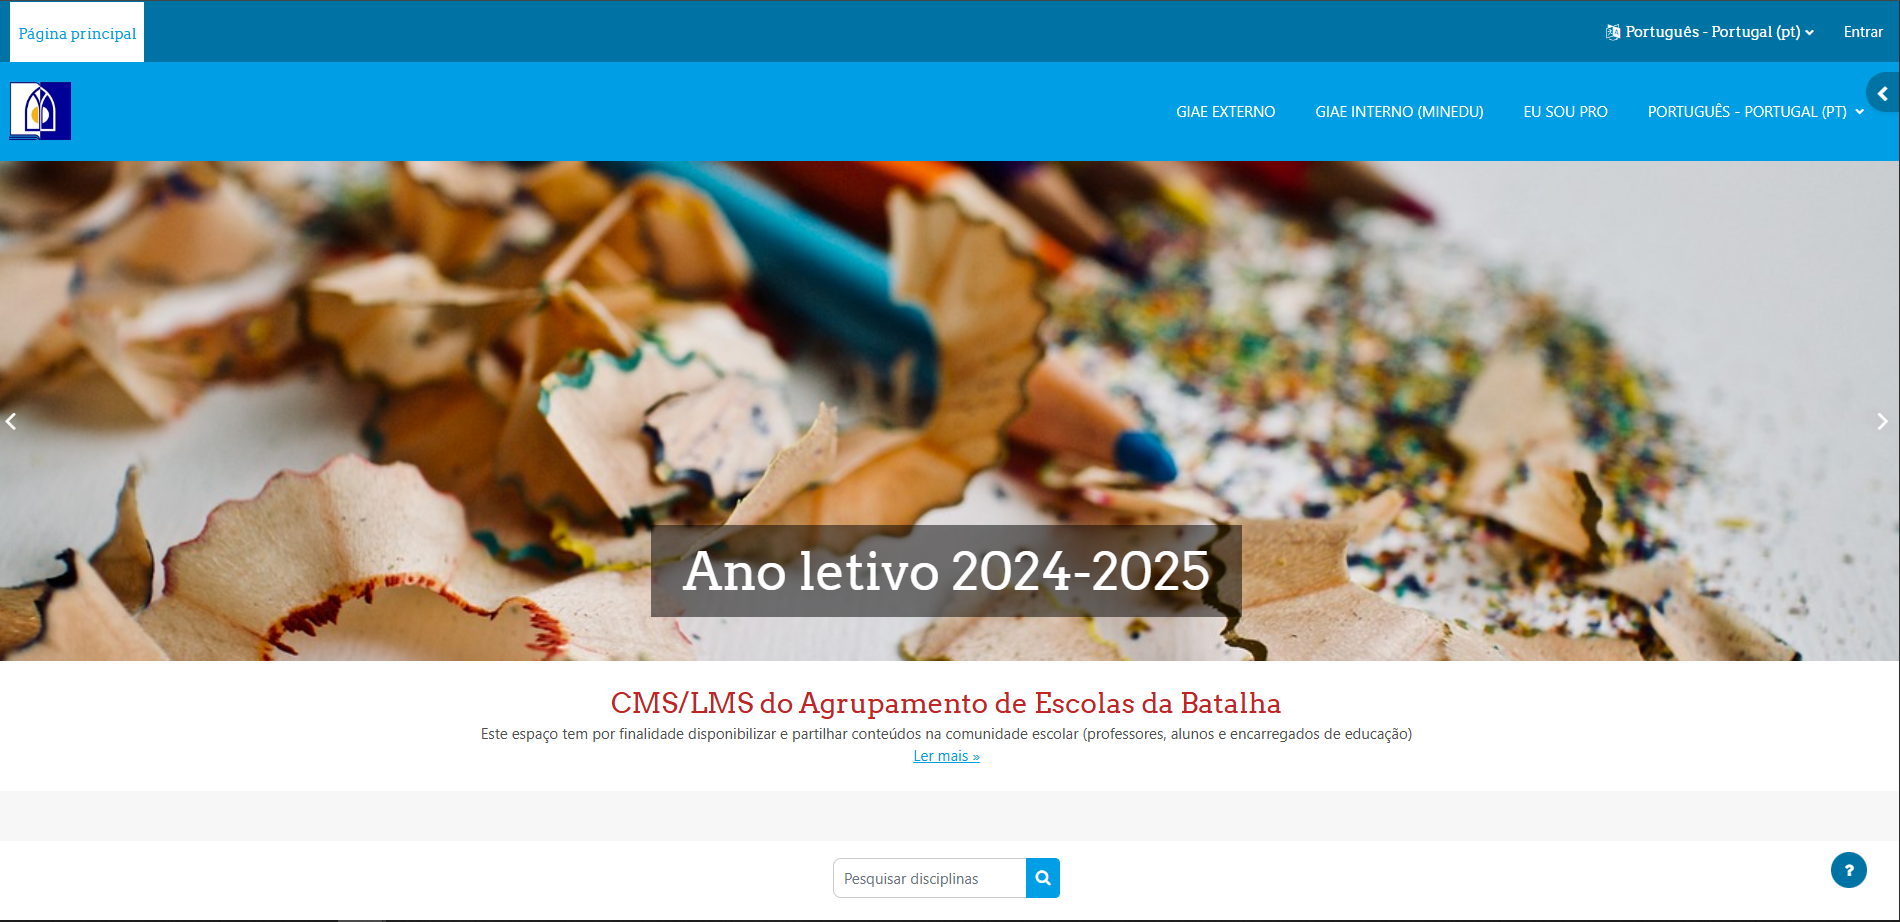 Página principal
Português - Portugal (pt)
Entrar
GIAE EXTERNO
GIAE INTERNO (MINEDU)
EU SOU PRO
PORTUGUÊS - PORTUGAL (PT)
Ano letivo 2024-2025
CMS/LMS do Agrupamento de Escolas da Batalha
Este espaço tem por finalidade disponibilizar e partilhar conteúdos na comunidade escolar (professores, alunos e encarregados de educação)
Ler mais »
Pesquisar disciplinas
?